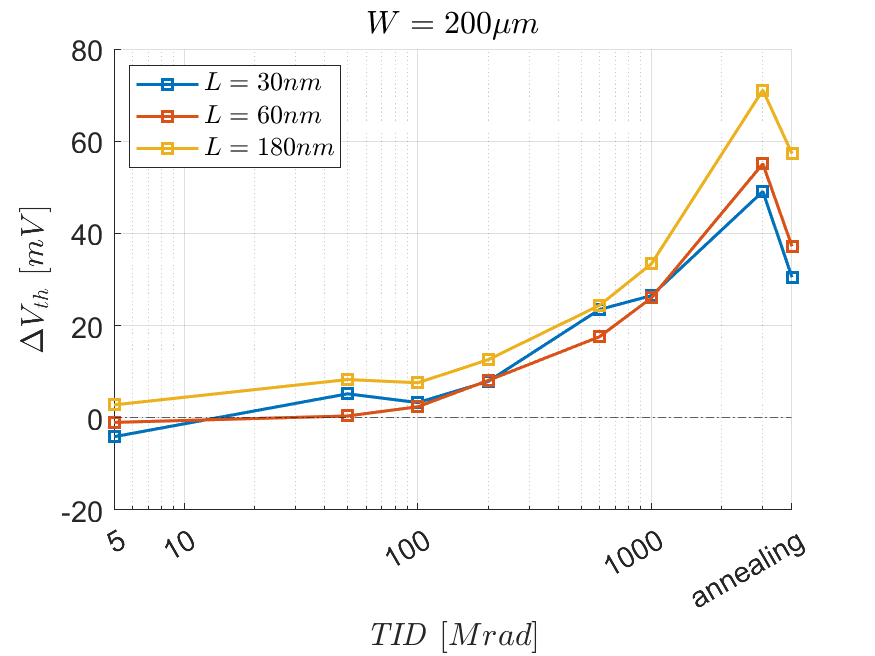 W = 200μm
80
60
40
20
0
-20
ΔV_th [mV]
L = 30nm
L = 60nm
L = 180nm
5
10
100
1000
annealing
TID [Mrad]